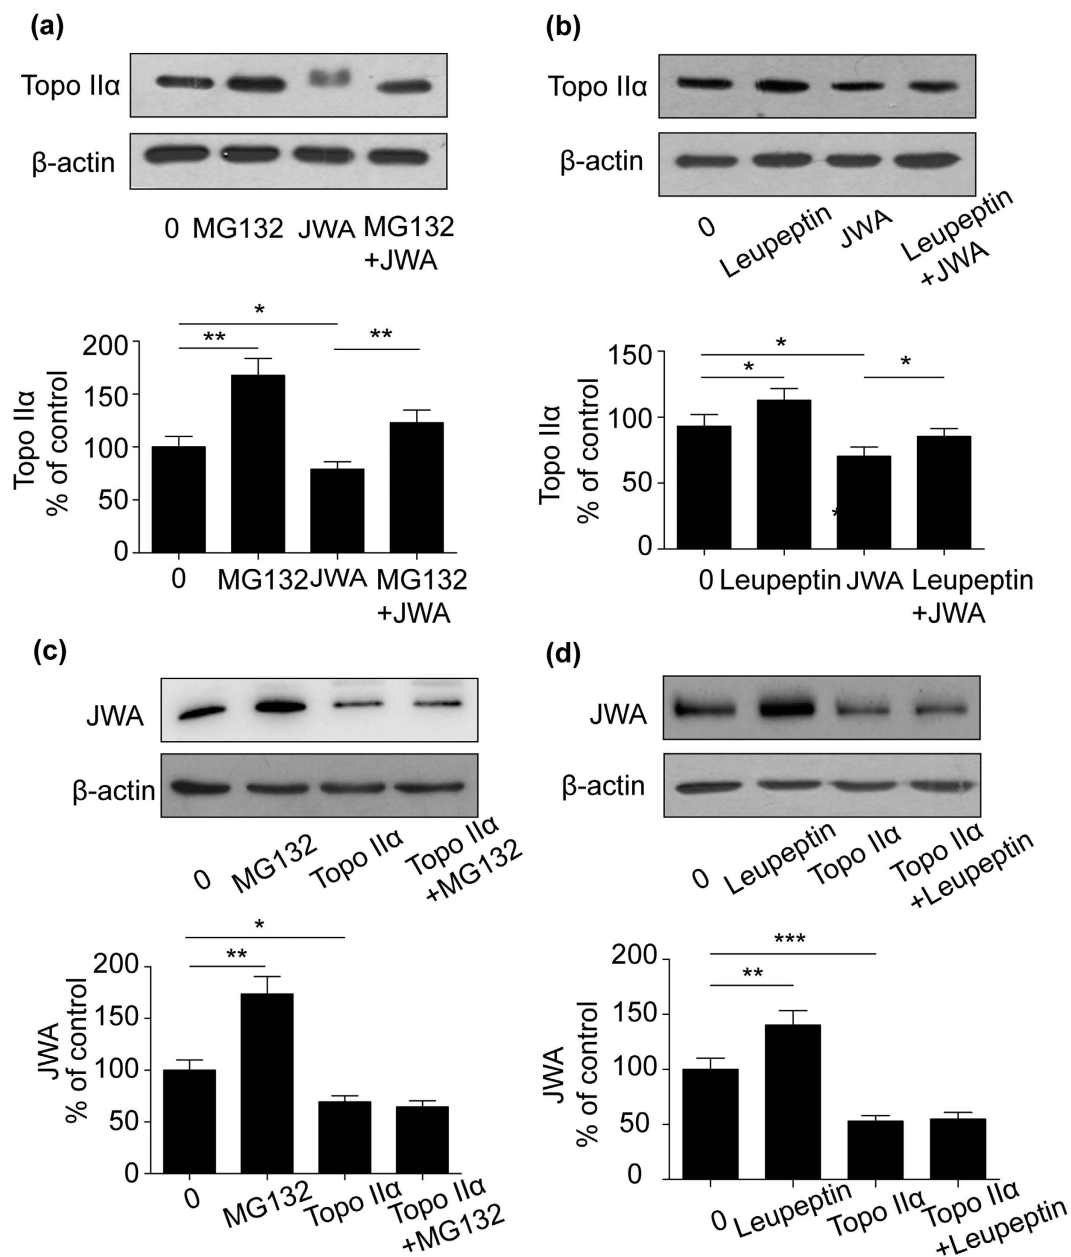 (a)
Topo IIα
β-actin
0 MG132 JWA MG132
+JWA
*
** **
200
150
100
50
0
Topo IIα
% of control
0 MG132 JWA MG132
+JWA
(b)
Topo IIα
β-actin
0 Leupeptin JWA Leupeptin
+JWA
*
* *
150
100
50
0
*
Topo IIα
% of control
0 Leupeptin JWA Leupeptin
+JWA
(c)
JWA
β-actin
0 MG132 Topo IIα Topo IIα
+MG132
*
**
200
150
100
50
0
JWA
% of control
0 MG132 Topo IIα Topo IIα
+MG132
(d)
JWA
β-actin
0 Leupeptin Topo IIα Topo IIα
+Leupeptin
***
**
200
150
100
50
0
JWA
% of control
0 Leupeptin Topo IIα Topo IIα
+Leupeptin